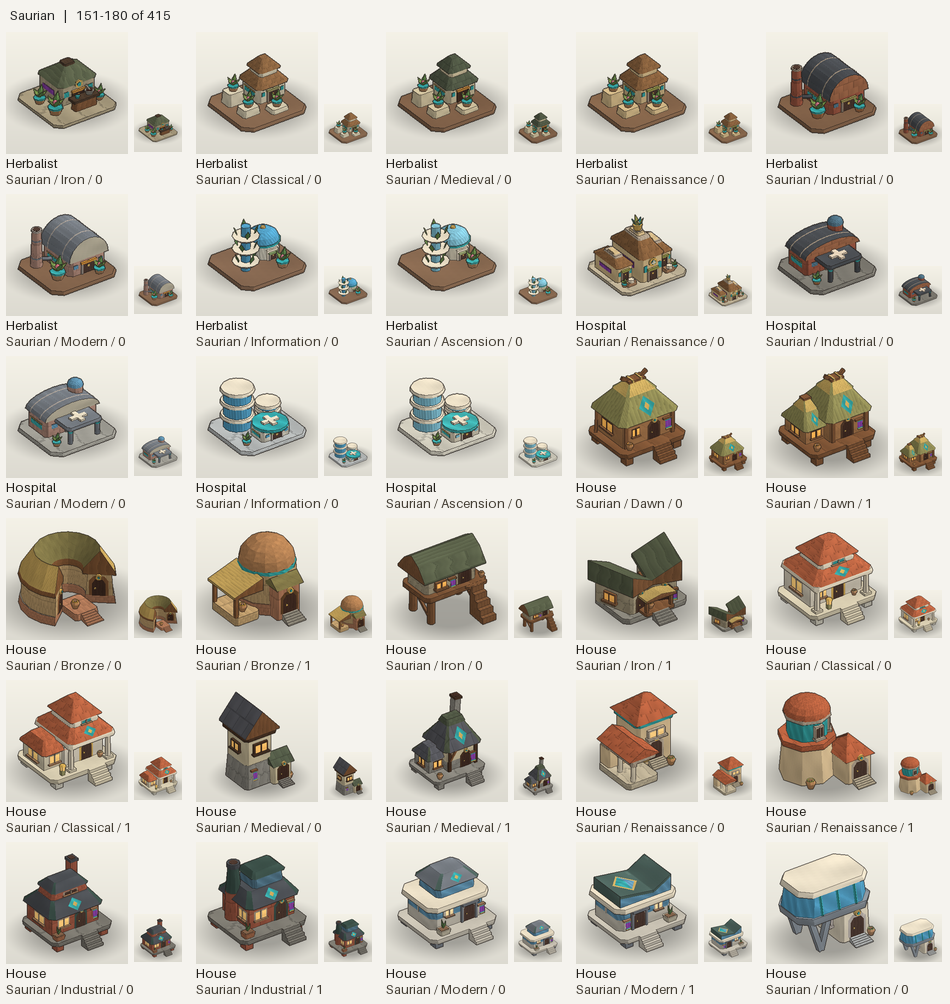 Saurian | 151-180 of 415
Herbalist
Saurian / Iron / 0
Herbalist
Saurian / Classical / 0
Herbalist
Saurian / Medieval / 0
Herbalist
Saurian / Renaissance / 0
Herbalist
Saurian / Industrial / 0
Herbalist
Saurian / Modern / 0
Herbalist
Saurian / Information / 0
Herbalist
Saurian / Ascension / 0
Hospital
Saurian / Renaissance / 0
Hospital
Saurian / Industrial / 0
Hospital
Saurian / Modern / 0
Hospital
Saurian / Information / 0
Hospital
Saurian / Ascension / 0
House
Saurian / Dawn / 0
House
Saurian / Dawn / 1
House
Saurian / Bronze / 0
House
Saurian / Bronze / 1
House
Saurian / Iron / 0
House
Saurian / Iron / 1
House
Saurian / Classical / 0
House
Saurian / Classical / 1
House
Saurian / Medieval / 0
House
Saurian / Medieval / 1
House
Saurian / Renaissance / 0
House
Saurian / Renaissance / 1
House
Saurian / Industrial / 0
House
Saurian / Industrial / 1
House
Saurian / Modern / 0
House
Saurian / Modern / 1
House
Saurian / Information / 0